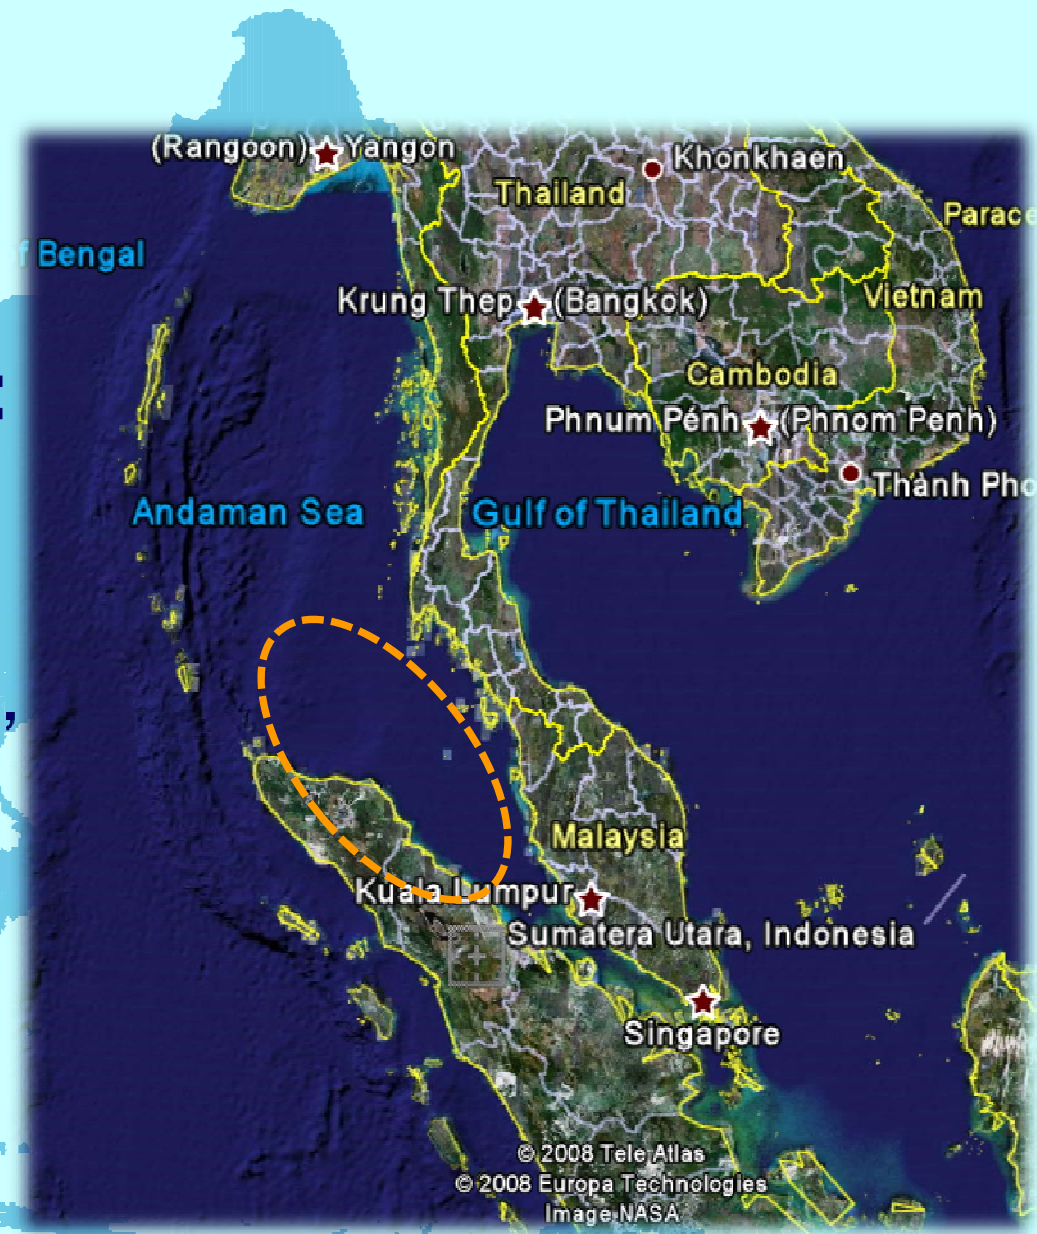 (Rangoon) Yangon
Khonkhaen
Thailand
Parace
f Bengal
Vietnam
Krung Thep (Bangkok)
Cambodia
Phnum Pénh (Phnom Penh)
Thành Pho
Andaman Sea
Gulf of Thailand
,
Malaysia
Kuala Lumpur
Sumatera Utara, Indonesia
Singapore
© 2008 Tele Atlas
© 2008 Europa Technologies
Image NASA